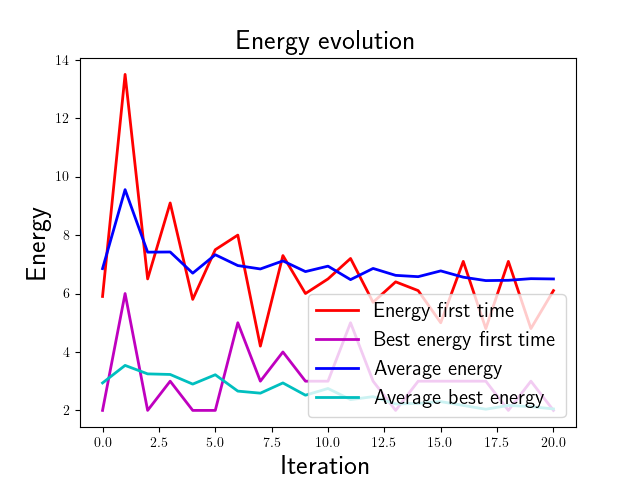 Energy evolution
14
12
10
8
6
4
2
Energy
Energy first time
Best energy first time
Average energy
Average best energy
0.0 2.5 5.0 7.5 10.0 12.5 15.0 17.5 20.0
Iteration